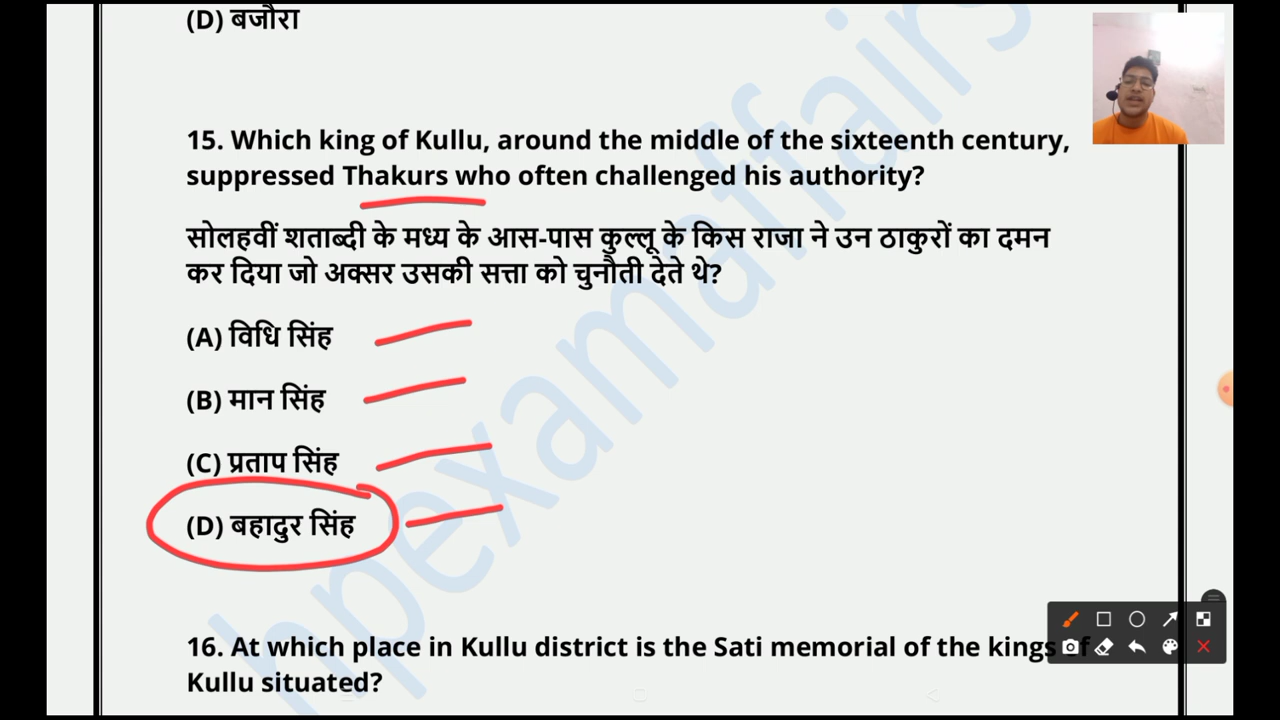 (D) बजौरा
15. Which king of Kullu, around the middle of the sixteenth century,
suppressed Thakurs who often challenged his authority?
सोलहवीं शताब्दी के मध्य के आस-पास कुल्लू के किस राजा ने उन ठाकुरों का दमन
कर दिया जो अक्सर उसकी सत्ता को चुनौती देते थे?
(A) विधि सिंह
(B) मान सिंह
(C) प्रताप सिंह
(D) बहादुर सिंह
16. At which place in Kullu district is the Sati memorial of the kings of
Kullu situated?
hpexamaffairs